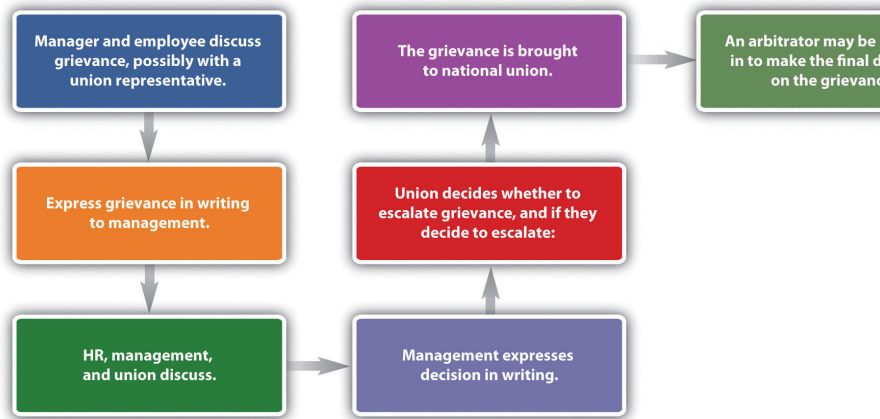 Manager and employee discuss
grievance, possibly with a
union representative.
Express grievance in writing
to management.
HR, management,
and union discuss.
Management expresses
decision in writing.
Union decides whether to
escalate grievance, and if they
decide to escalate:
The grievance is brought
to national union.
An arbitrator may be
in to make the final
on the